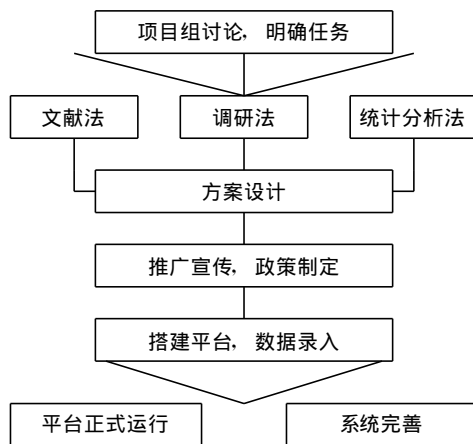 项目组讨论，明确任务
文献法
调研法
统计分析法
方案设计
推广宣传，政策制定
搭建平台，数据录入
平台正式运行
系统完善